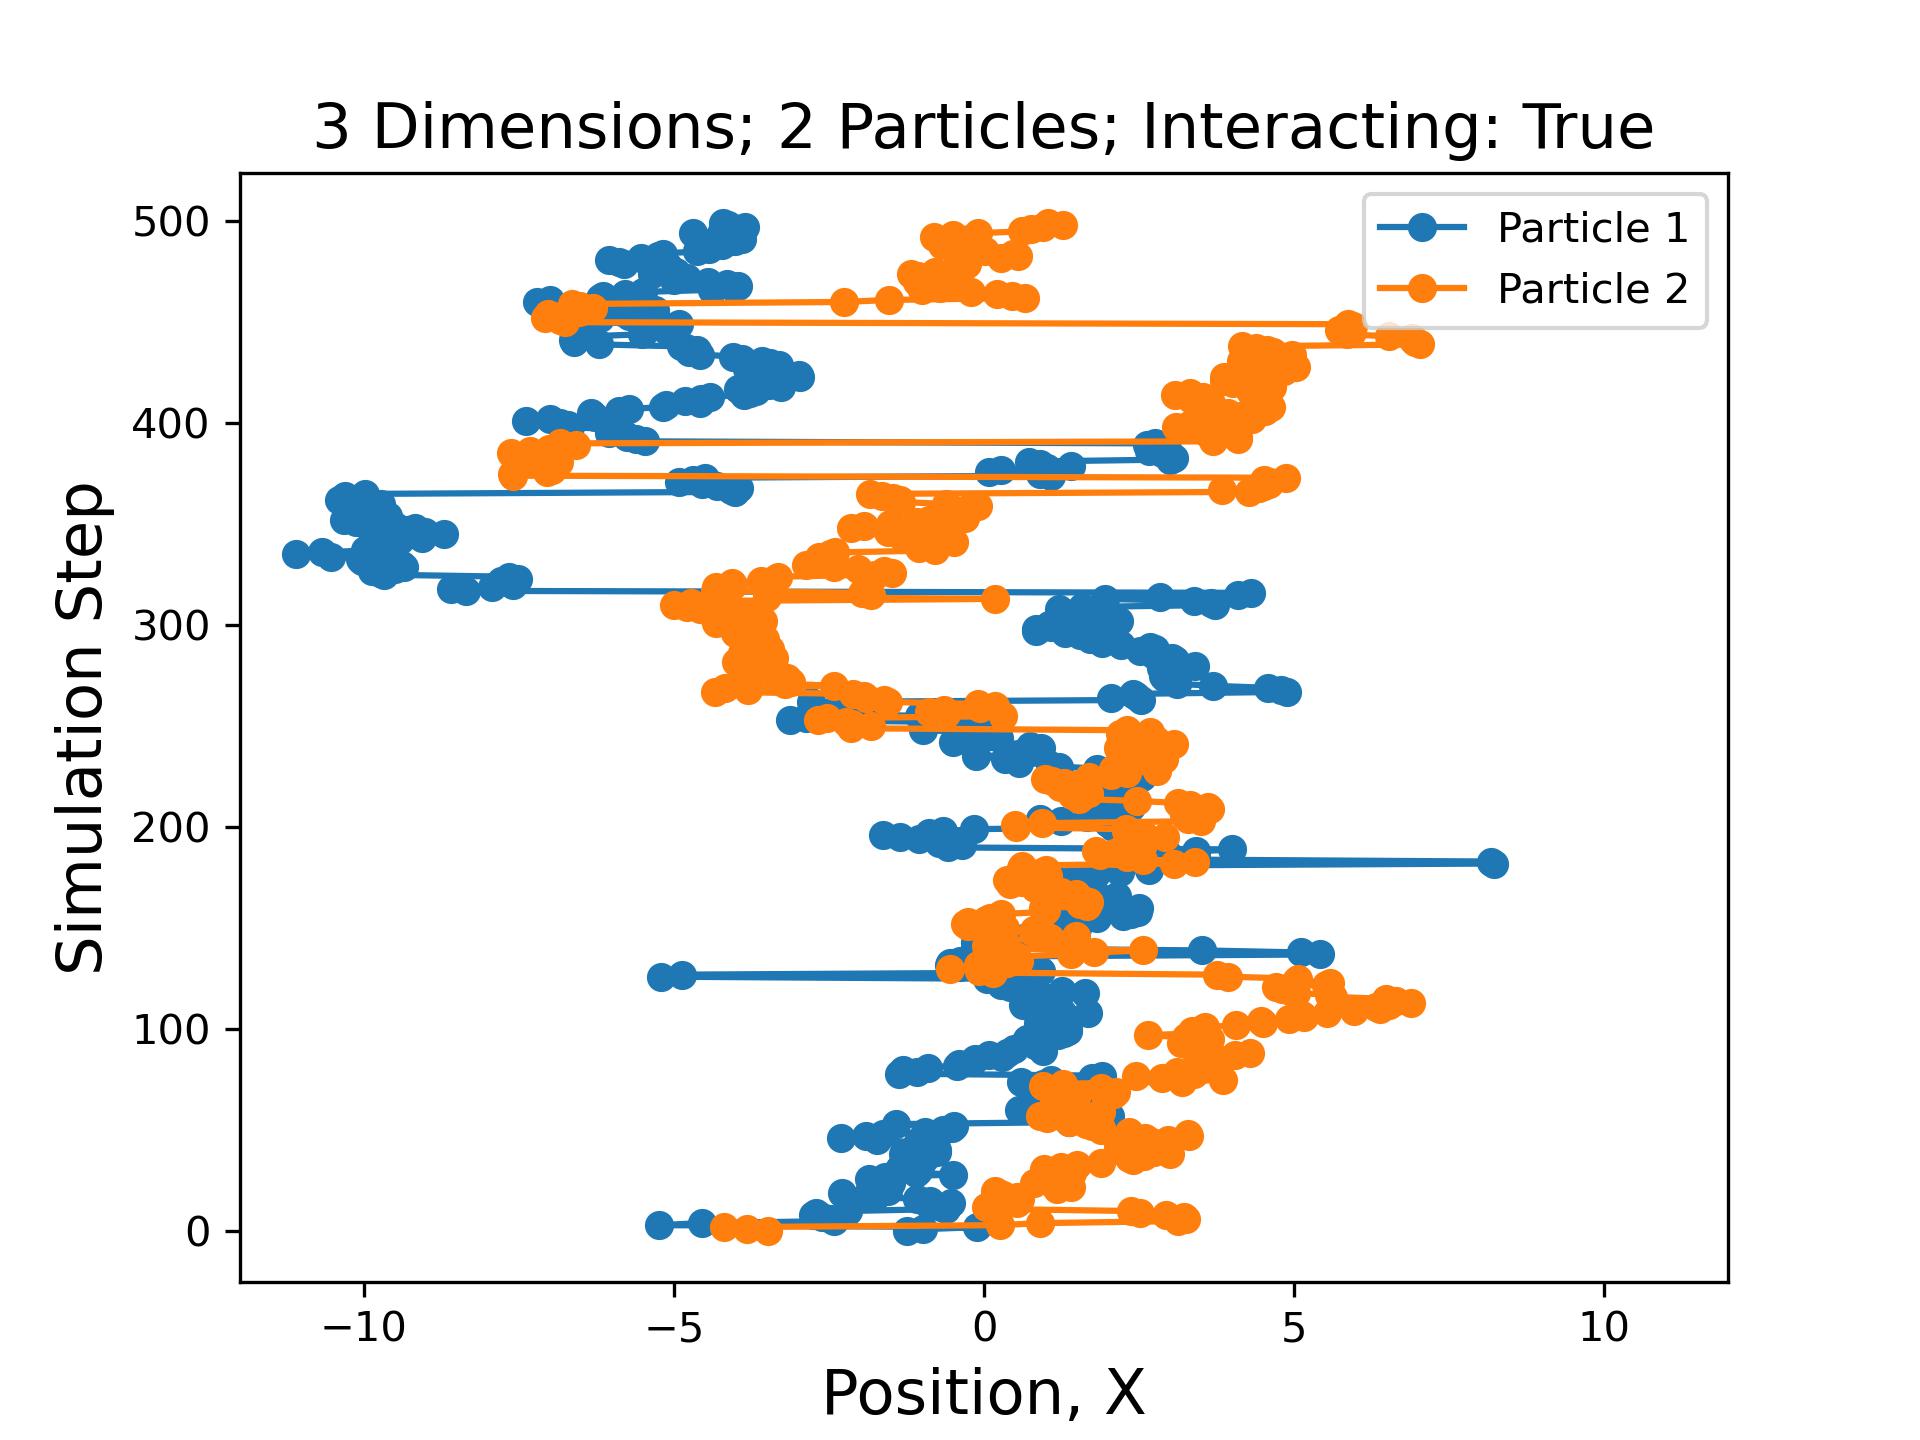 3 Dimensions; 2 Particles; Interacting: True
Particle 1
Particle 2
Simulation Step
500
400
300
200
100
0
−10
−5
0
5
10
Position, X